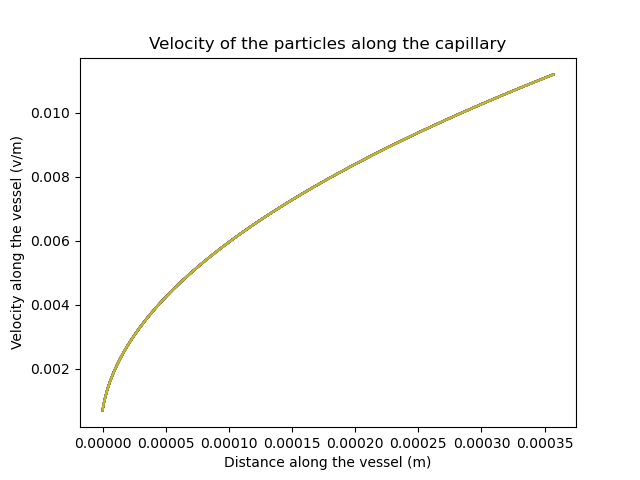 Velocity of the particles along the capillary
0.010
0.008
0.006
0.004
0.002
Velocity along the vessel (v/m)
0.00000 0.00005 0.00010 0.00015 0.00020 0.00025 0.00030 0.00035
Distance along the vessel (m)